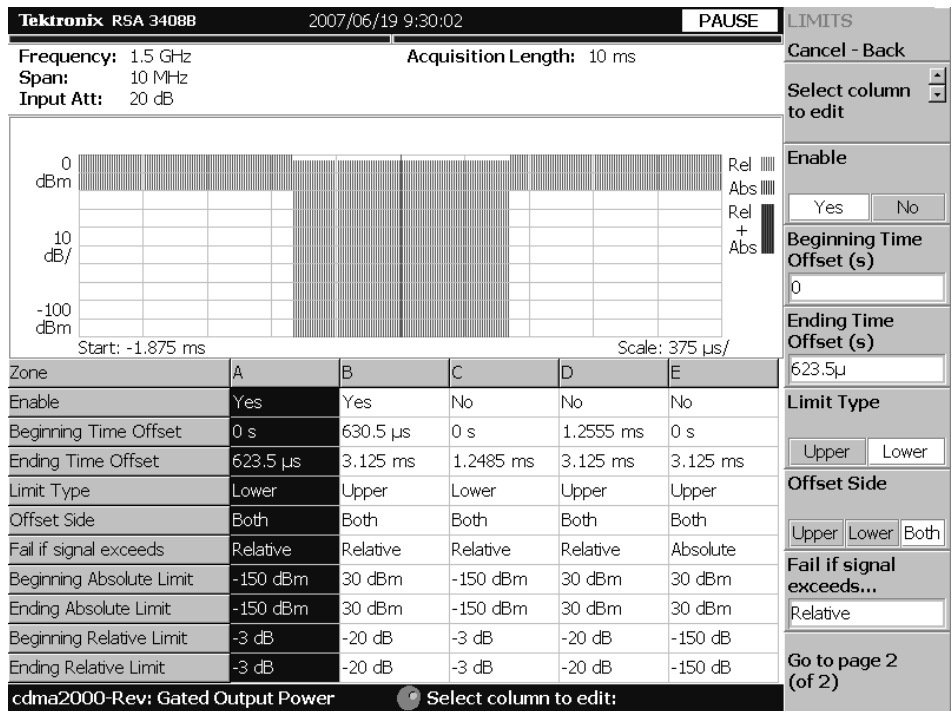 Tektronix RSA 3408B 2007/06/19 9:30:02 PAUSE
Frequency: 1.5 GHz Acquisition Length: 10 ms
Span: 10 MHz
Input Att: 20 dB
0
dBm
10
dB/
-100
dBm
Rel
Abs
Rel
+
Abs
Start: -1.875 ms Scale: 375 µs/
Zone A B C D E
Enable Yes Yes No No No
Beginning Time Offset 0 s 630.5 µs 0 s 1.2555 ms 0 s
Ending Time Offset 623.5 µs 3.125 ms 1.2485 ms 3.125 ms 3.125 ms
Limit Type Lower Upper Lower Upper Upper
Offset Side Both Both Both Both Both
Fail if signal exceeds Relative Relative Relative Relative Absolute
Beginning Absolute Limit -150 dBm 30 dBm -150 dBm 30 dBm 30 dBm
Ending Absolute Limit -150 dBm 30 dBm -150 dBm 30 dBm 30 dBm
Beginning Relative Limit -3 dB -20 dB -3 dB -20 dB -150 dB
Ending Relative Limit -3 dB -20 dB -3 dB -20 dB -150 dB
cdma2000-Rev: Gated Output Power Select column to edit:
LIMITS
Cancel - Back
Select column
to edit
Enable
Yes No
Beginning Time
Offset (s)
0
Ending Time
Offset (s)
623.5µ
Limit Type
Upper Lower
Offset Side
Upper Lower Both
Fail if signal
exceeds...
Relative
Go to page 2
(of 2)